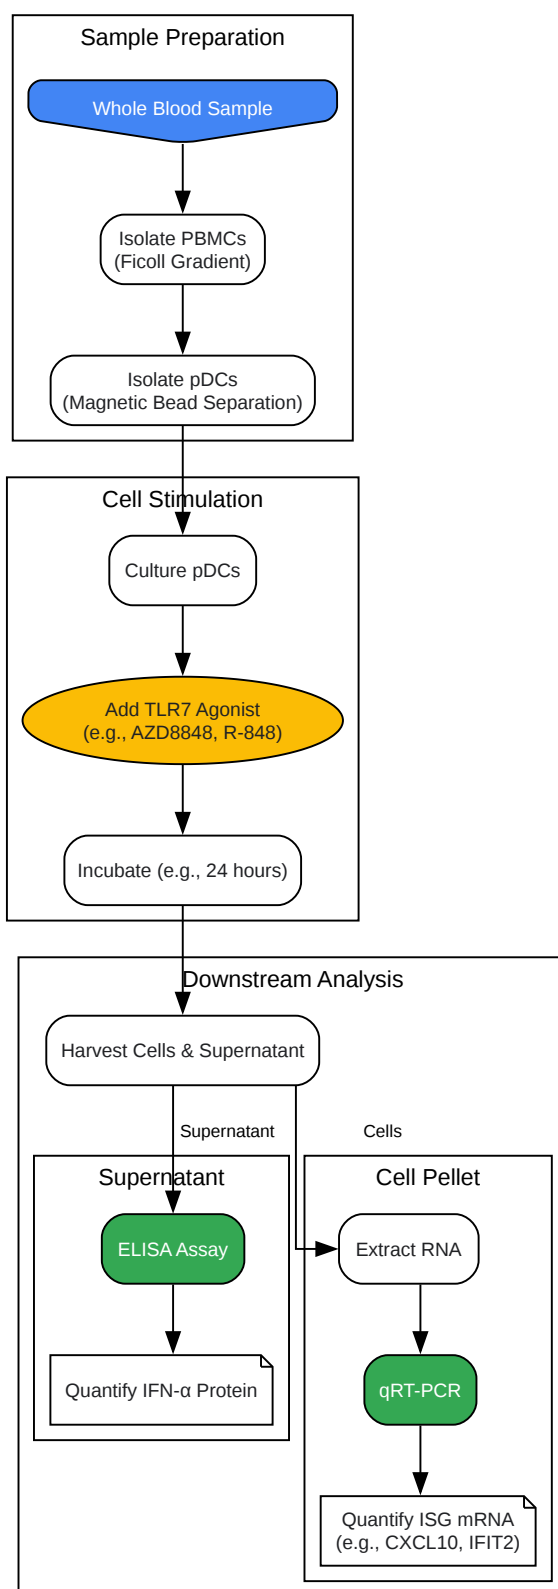 Sample Preparation
Whole Blood Sample
Isolate PBMCs
(Ficoll Gradient)
Isolate pDCs
(Magnetic Bead Separation)
Cell Stimulation
Culture pDCs
Add TLR7 Agonist
(e.g., AZD8848, R-848)
Incubate (e.g., 24 hours)
Downstream Analysis
Harvest Cells & Supernatant
Supernatant
Cells
Supernatant
ELISA Assay
Quantify IFN-α Protein
Cell Pellet
Extract RNA
qRT-PCR
Quantify ISG mRNA
(e.g., CXCL10, IFIT2)